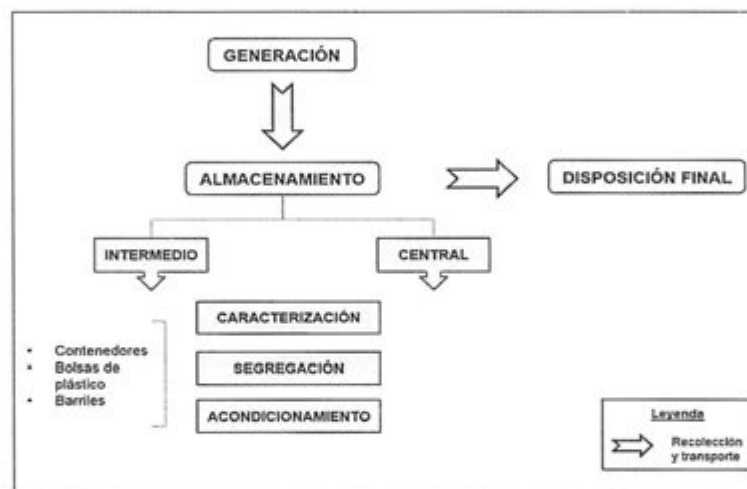 GENERACIÓN
ALMACENAMIENTO
DISPOSICIÓN FINAL
INTERMEDIO
CENTRAL
CARACTERIZACIÓN
• Contenedores
• Bolsas de
plástico
• Barriles
SEGREGACIÓN
ACONDICIONAMIENTO
Leyenda
Recolección
y transporte